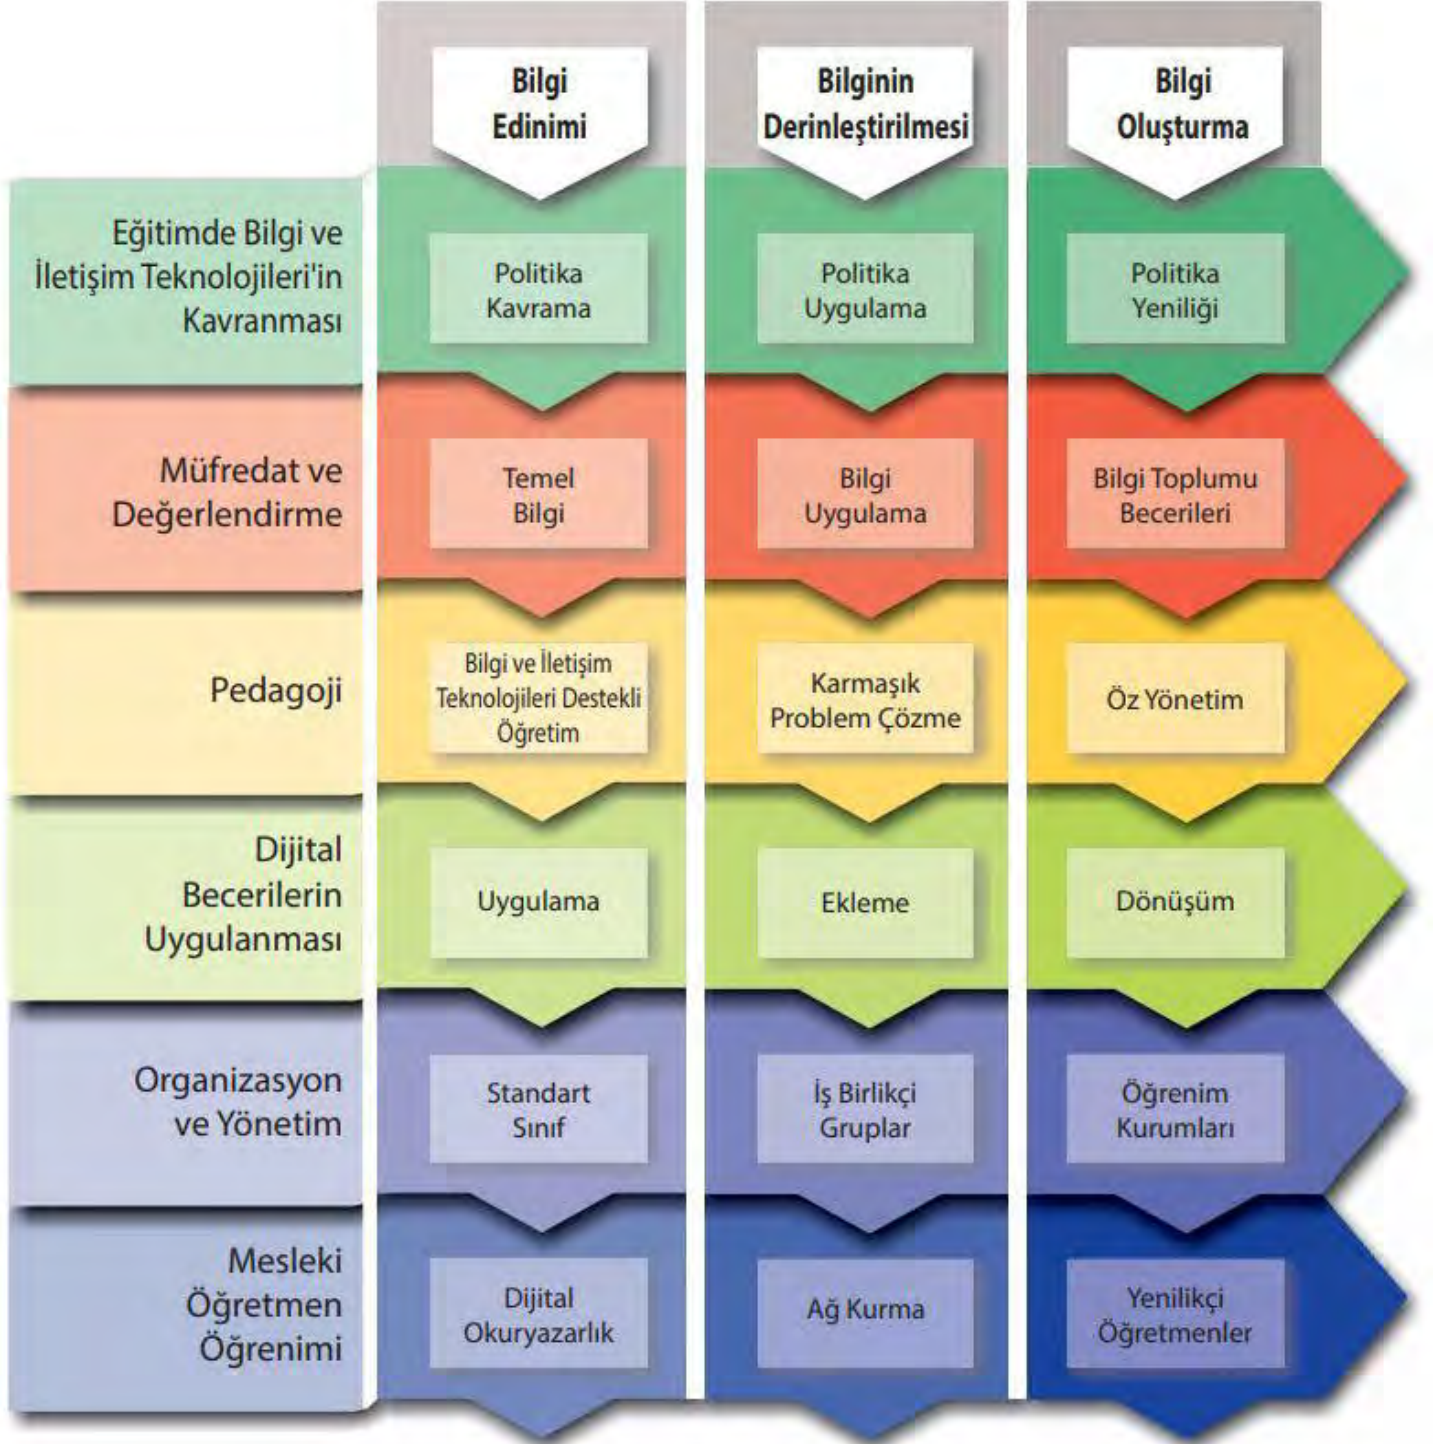 Bilgi
Edinimi
Bilginin
Derinleştirilmesi
Bilgi
Oluşturma
Eğitimde Bilgi ve
İletişim Teknolojileri'in
Kavranması
Politika
Kavrama
Politika
Uygulama
Politika
Yeniliği
Müfredat ve
Değerlendirme
Temel
Bilgi
Bilgi
Uygulama
Bilgi Toplumu
Becerileri
Pedagoji
Bilgi ve İletişim
Teknolojileri Destekli
Öğretim
Karmaşık
Problem Çözme
Öz Yönetim
Dijital
Becerilerin
Uygulanması
Uygulama
Ekleme
Dönüşüm
Organizasyon
ve Yönetim
Standart
Sınıf
İş Birlikçi
Gruplar
Öğrenim
Kurumları
Mesleki
Öğretmen
Öğrenimi
Dijital
Okuryazarlık
Ağ Kurma
Yenilikçi
Öğretmenler